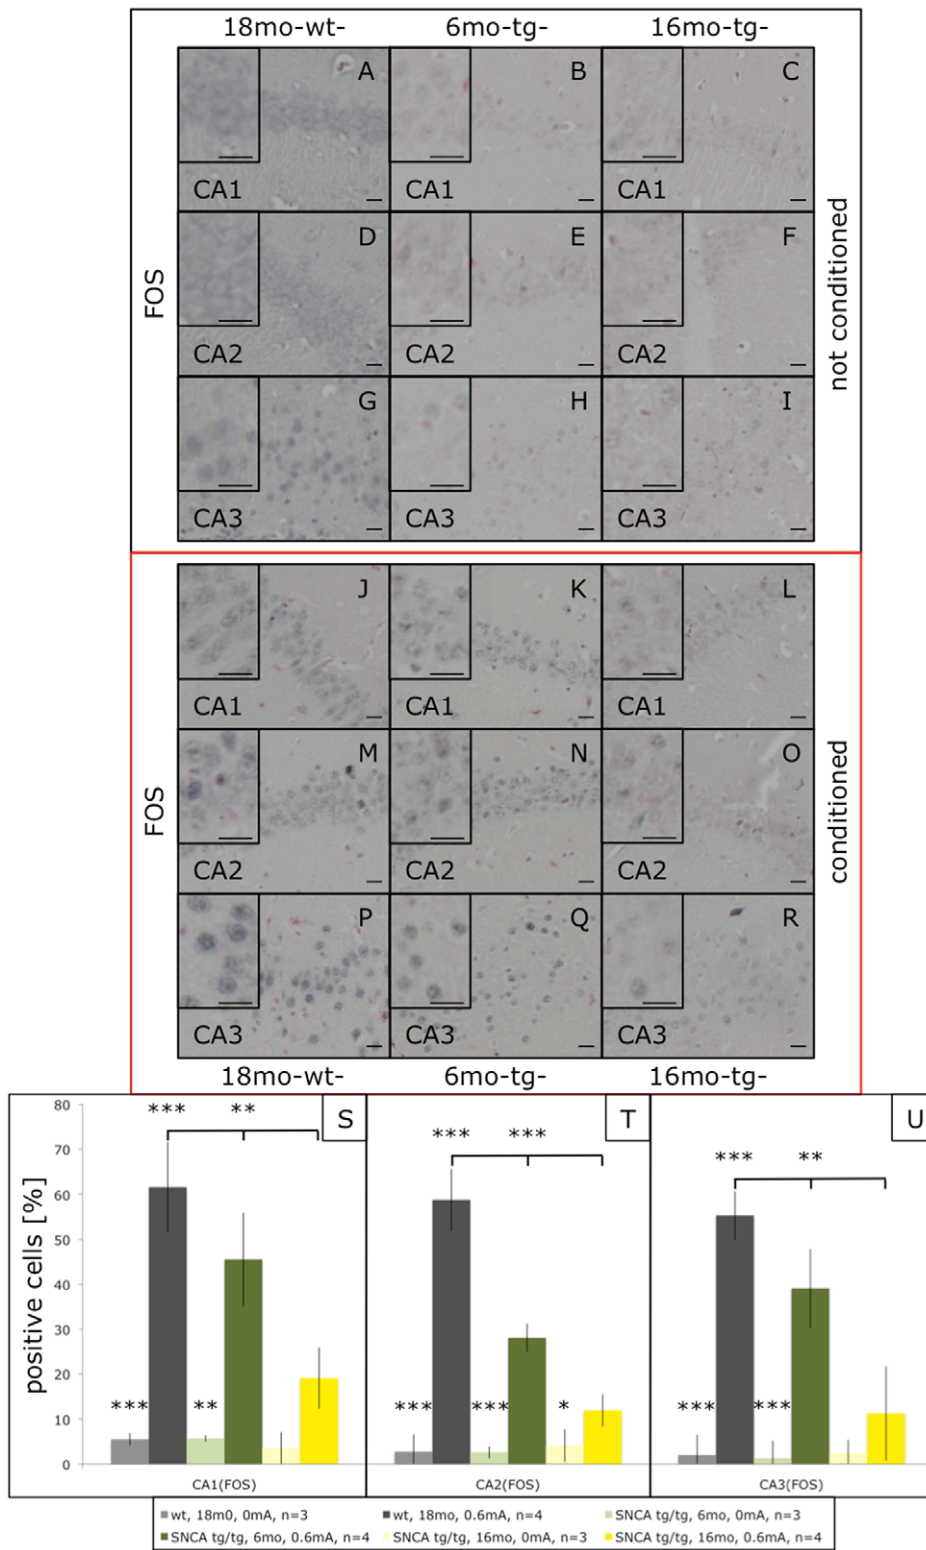 18mo-wt- 6mo-tg- 16mo-tg-
A B C
CA1 CA1 CA1
D E F
FOS
CA2 CA2 CA2
not conditioned
G H I
CA3 CA3 CA3
J K L
CA1 CA1 CA1
M N O
FOS
CA2 CA2 CA2
conditioned
P Q R
CA3 CA3 CA3
18mo-wt- 6mo-tg- 16mo-tg-
S T U
80
70
60
50
40
30
20
10
0
positive cells [%]
*** **
*** **
*** ***
*** *** *
*** **
*** ***
CA1(FOS) CA2(FOS) CA3(FOS)
wt, 18m0, 0mA, n=3 wt, 18mo, 0.6mA, n=4 SNCA tg/tg, 6mo, 0mA, n=3
SNCA tg/tg, 6mo, 0.6mA, n=4 SNCA tg/tg, 16mo, 0mA, n=3 SNCA tg/tg, 16mo, 0.6mA, n=4